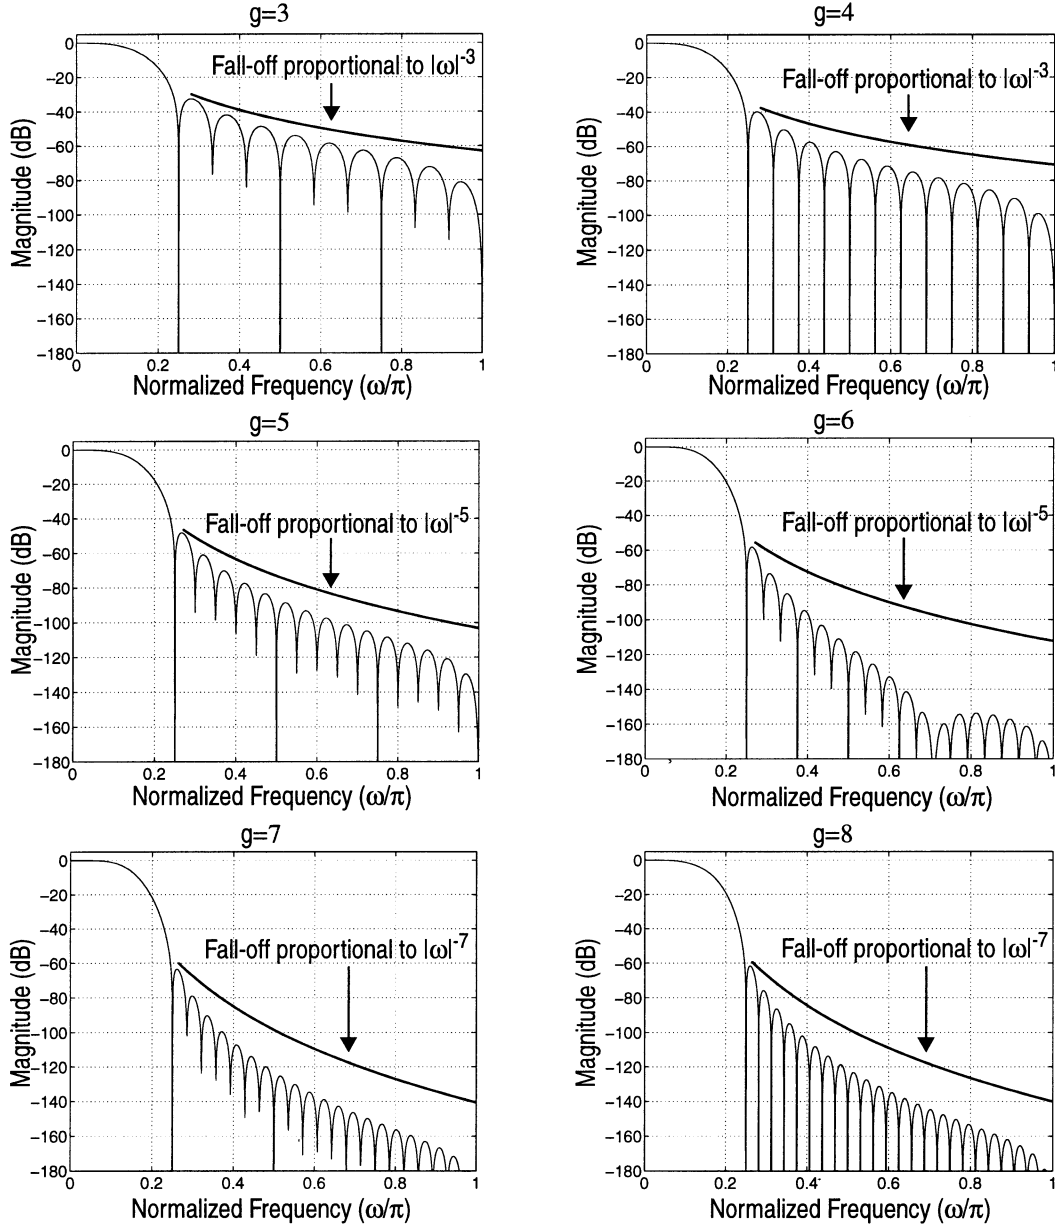 g=3
0
−20
−40
−60
−80
−100
−120
−140
−160
−180
Magnitude (dB)
Fall-off proportional to |ω|-3
0 0.2 0.4 0.6 0.8 1
Normalized Frequency (ω/π)
g=4
0
−20
−40
−60
−80
−100
−120
−140
−160
−180
Magnitude (dB)
Fall-off proportional to |ω|-3
0 0.2 0.4 0.6 0.8 1
Normalized Frequency (ω/π)
g=5
0
−20
−40
−60
−80
−100
−120
−140
−160
−180
Magnitude (dB)
Fall-off proportional to |ω|-5
0 0.2 0.4 0.6 0.8 1
Normalized Frequency (ω/π)
g=6
0
−20
−40
−60
−80
−100
−120
−140
−160
−180
Magnitude (dB)
Fall-off proportional to |ω|-5
0 0.2 0.4 0.6 0.8 1
Normalized Frequency (ω/π)
g=7
0
−20
−40
−60
−80
−100
−120
−140
−160
−180
Magnitude (dB)
Fall-off proportional to |ω|-7
0 0.2 0.4 0.6 0.8 1
Normalized Frequency (ω/π)
g=8
0
−20
−40
−60
−80
−100
−120
−140
−160
−180
Magnitude (dB)
Fall-off proportional to |ω|-7
0 0.2 0.4 0.6 0.8 1
Normalized Frequency (ω/π)